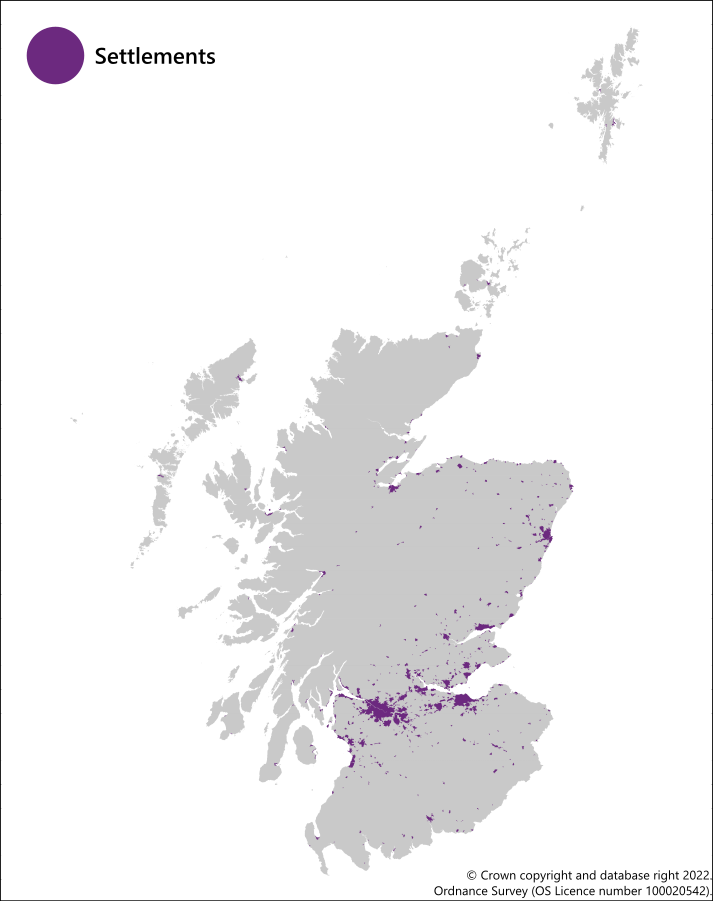 Settlements
© Crown copyright and database right 2022.
Ordnance Survey (OS Licence number 100020542).